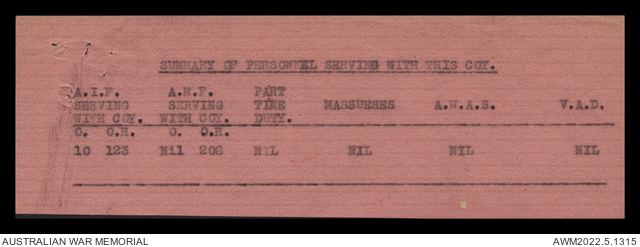 SUMMARY OF PERSONNEL SERVING WITH THIS COY.
A.I.F. A.M.F. PART
SERVING SERVING TIME MASSUESES A.W.A.S. V.A.D.
WITH COY. WITH COY. DUTY.
O. O.R. O. O.R.
10 123 Nil 208 NIL NIL NIL NIL
AUSTRALIAN WAR MEMORIAL AWM2022.5.1315